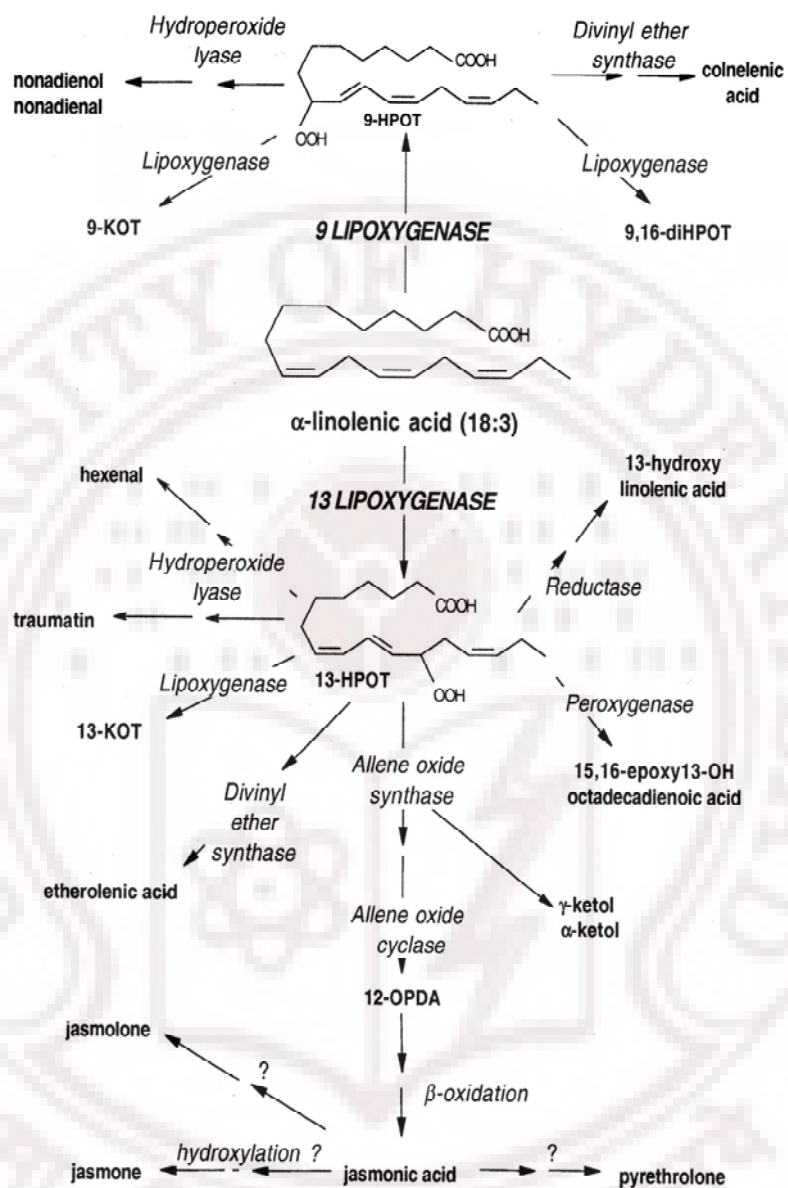 Hydroperoxide
lyase
COOH
Divinyl ether
synthase
nonadienol
nonadienal
colnelenic
acid
9-HPOT
OOH
Lipoxygenase
Lipoxygenase
9-KOT
9 LIPOXYGENASE
9,16-diHPOT
COOH
α-linolenic acid (18:3)
hexenal
13-hydroxy
linolenic acid
13 LIPOXYGENASE
Hydroperoxide
lyase
COOH
Reductase
traumatin
13-HPOT
OOH
Lipoxygenase
Peroxygenase
13-KOT
Allene oxide
synthase
15,16-epoxy13-OH
octadecadienoic acid
Divinyl
ether
synthase
etherolenic acid
γ-ketol
α-ketol
Allene oxide
cyclase
12-OPDA
jasmolone
?
β-oxidation
hydroxylation ?
?
jasmone
jasmonic acid
pyrethrolone
SITY OF HYDE